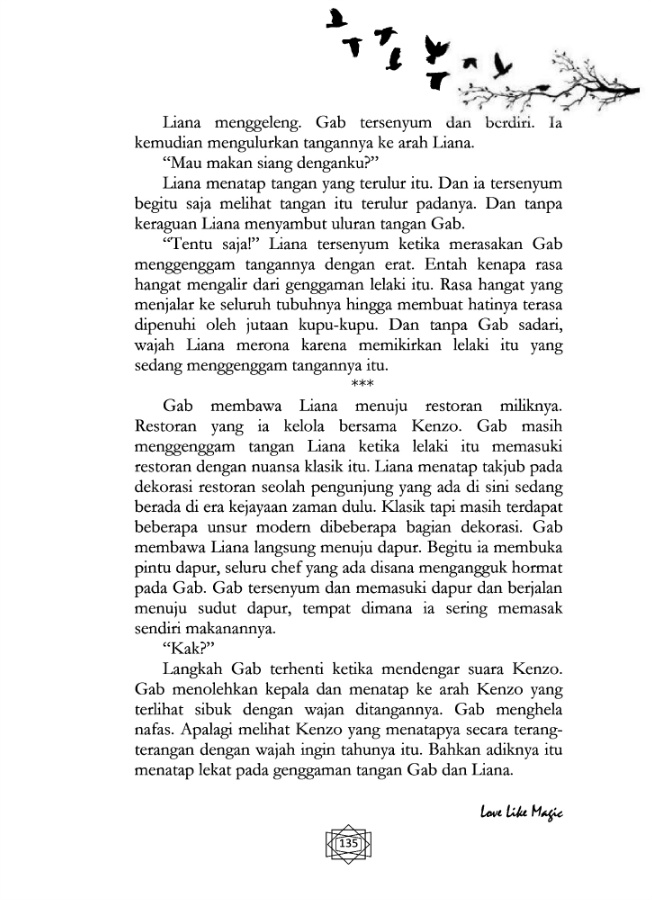 Liana menggeleng. Gab tersenyum dan berdiri. Ia
kemudian mengulurkan tangannya ke arah Liana.
“Mau makan siang denganku?”
Liana menatap tangan yang terulur itu. Dan ia tersenyum
begitu saja melihat tangan itu terulur padanya. Dan tanpa
keraguan Liana menyambut uluran tangan Gab.
“Tentu saja!” Liana tersenyum ketika merasakan Gab
menggenggam tangannya dengan erat. Entah kenapa rasa
hangat mengalir dari genggaman lelaki itu. Rasa hangat yang
menjalar ke seluruh tubuhnya hingga membuat hatinya terasa
dipenuhi oleh jutaan kupu-kupu. Dan tanpa Gab sadari,
wajah Liana merona karena memikirkan lelaki itu yang
sedang menggenggam tangannya itu.
***
Gab membawa Liana menuju restoran miliknya.
Restoran yang ia kelola bersama Kenzo. Gab masih
menggenggam tangan Liana ketika lelaki itu memasuki
restoran dengan nuansa klasik itu. Liana menatap takjub pada
dekorasi restoran seolah pengunjung yang ada di sini sedang
berada di era kejayaan zaman dulu. Klasik tapi masih terdapat
beberapa unsur modern dibeberapa bagian dekorasi. Gab
membawa Liana langsung menuju dapur. Begitu ia membuka
pintu dapur, seluru chef yang ada disana mengangguk hormat
pada Gab. Gab tersenyum dan memasuki dapur dan berjalan
menuju sudut dapur, tempat dimana ia sering memasak
sendiri makanannya.
“Kak?”
Langkah Gab terhenti ketika mendengar suara Kenzo.
Gab menolehkan kepala dan menatap ke arah Kenzo yang
terlihat sibuk dengan wajan ditangannya. Gab menghela
nafas. Apalagi melihat Kenzo yang menatapya secara terang-
terangan dengan wajah ingin tahunya itu. Bahkan adiknya itu
menatap lekat pada genggaman tangan Gab dan Liana.
Love Like Magic
135